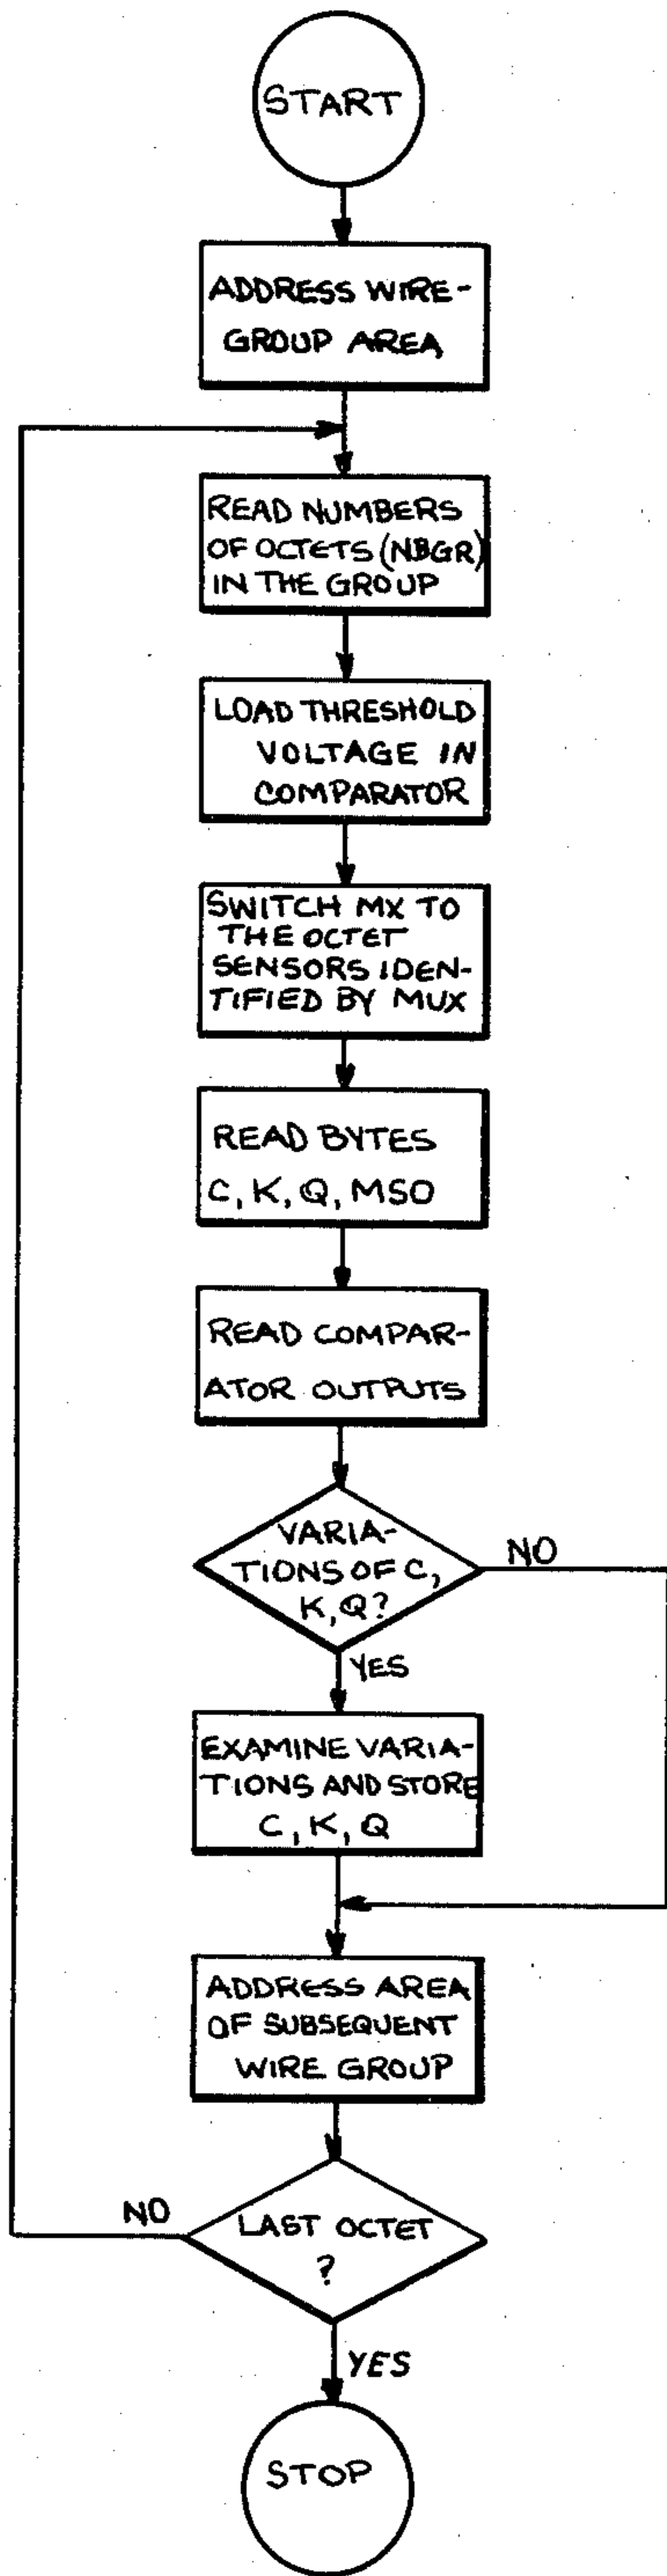 START
ADDRESS WIRE-
GROUP AREA
READ NUMBERS
OF OCTETS (NBGR)
IN THE GROUP
LOAD THRESHOLD
VOLTAGE IN
COMPARATOR
SWITCH MX TO
THE OCTET
SENSORS IDEN-
TIFIED BY MUX
READ BYTES
C, K, Q, MSO
READ COMPAR-
ATOR OUTPUTS
VARIA-
TIONS OF C,
K, Q?
NO
YES
EXAMINE VARIA-
TIONS AND STORE
C, K, Q
ADDRESS AREA
OF SUBSEQUENT
WIRE GROUP
NO
LAST OCTET
?
YES
STOP